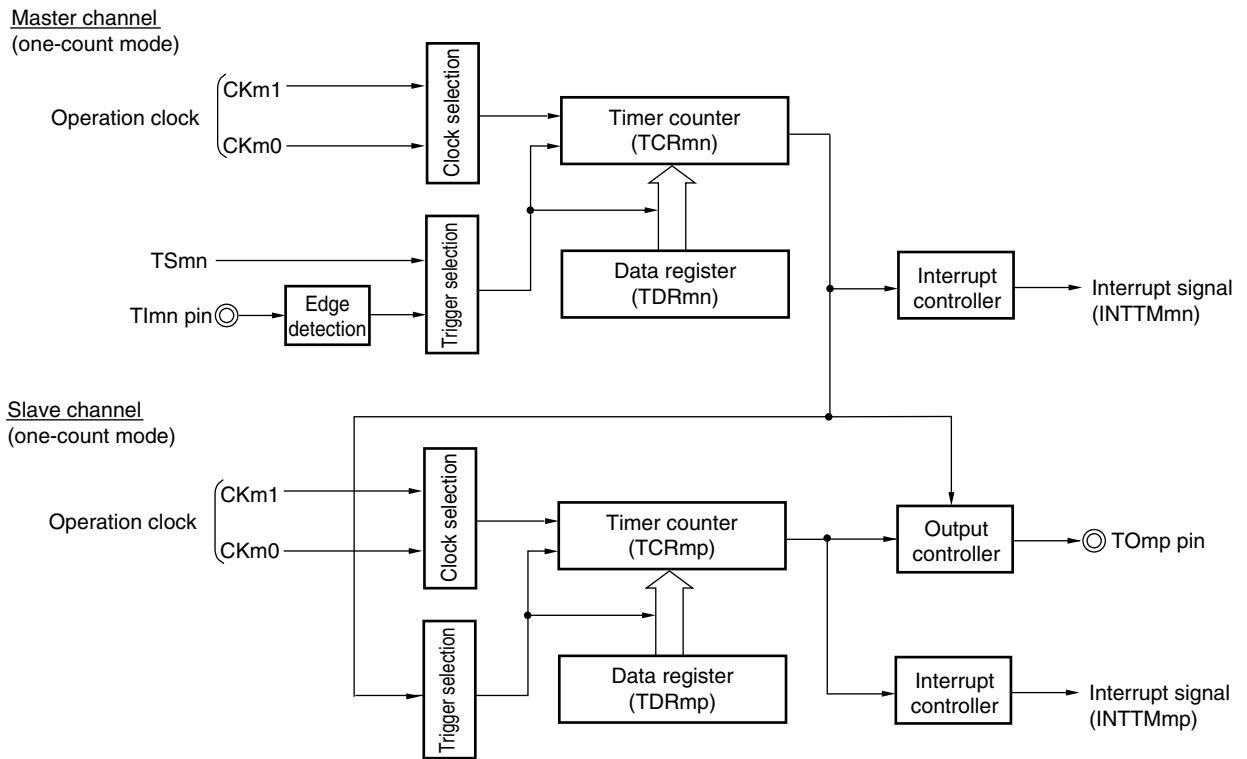 Master channel
(one-count mode)
Operation clock
CKm1
CKm0
Clock selection
Timer counter
(TCRmn)
TSmn
TImn pin
Edge
detection
Trigger selection
Data register
(TDRmn)
Interrupt
controller
Interrupt signal
(INTTMmn)
Slave channel
(one-count mode)
Operation clock
CKm1
CKm0
Clock selection
Timer counter
(TCRmp)
Output
controller
TOmp pin
Trigger selection
Data register
(TDRmp)
Interrupt
controller
Interrupt signal
(INTTMmp)